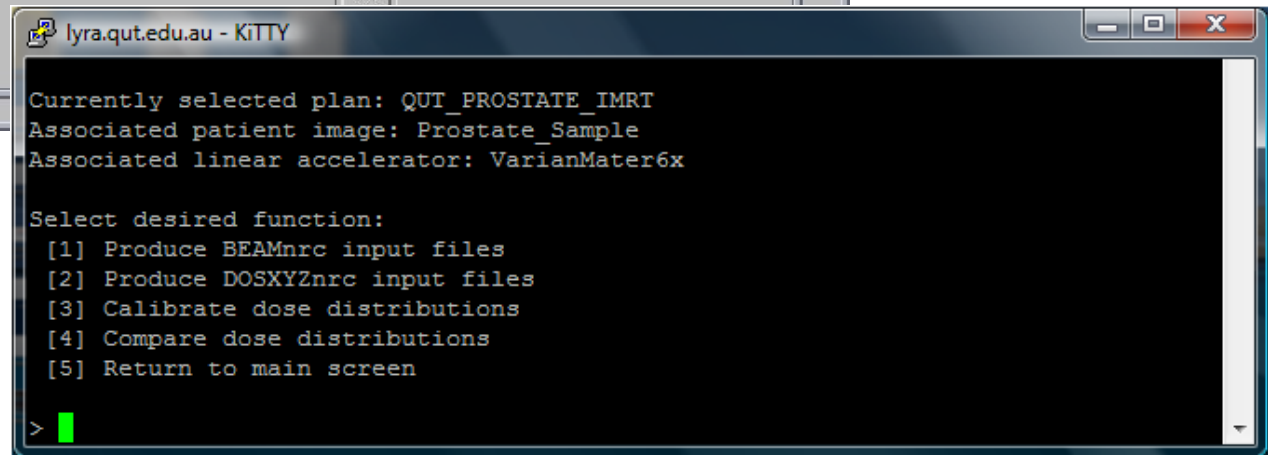 lyra.qut.edu.au - KiTTY
Currently selected plan: QUT_PROSTATE_IMRT
Associated patient image: Prostate_Sample
Associated linear accelerator: VarianMater6x
Select desired function:
[1] Produce BEAMnrc input files
[2] Produce DOSXYZnrc input files
[3] Calibrate dose distributions
[4] Compare dose distributions
[5] Return to main screen
>